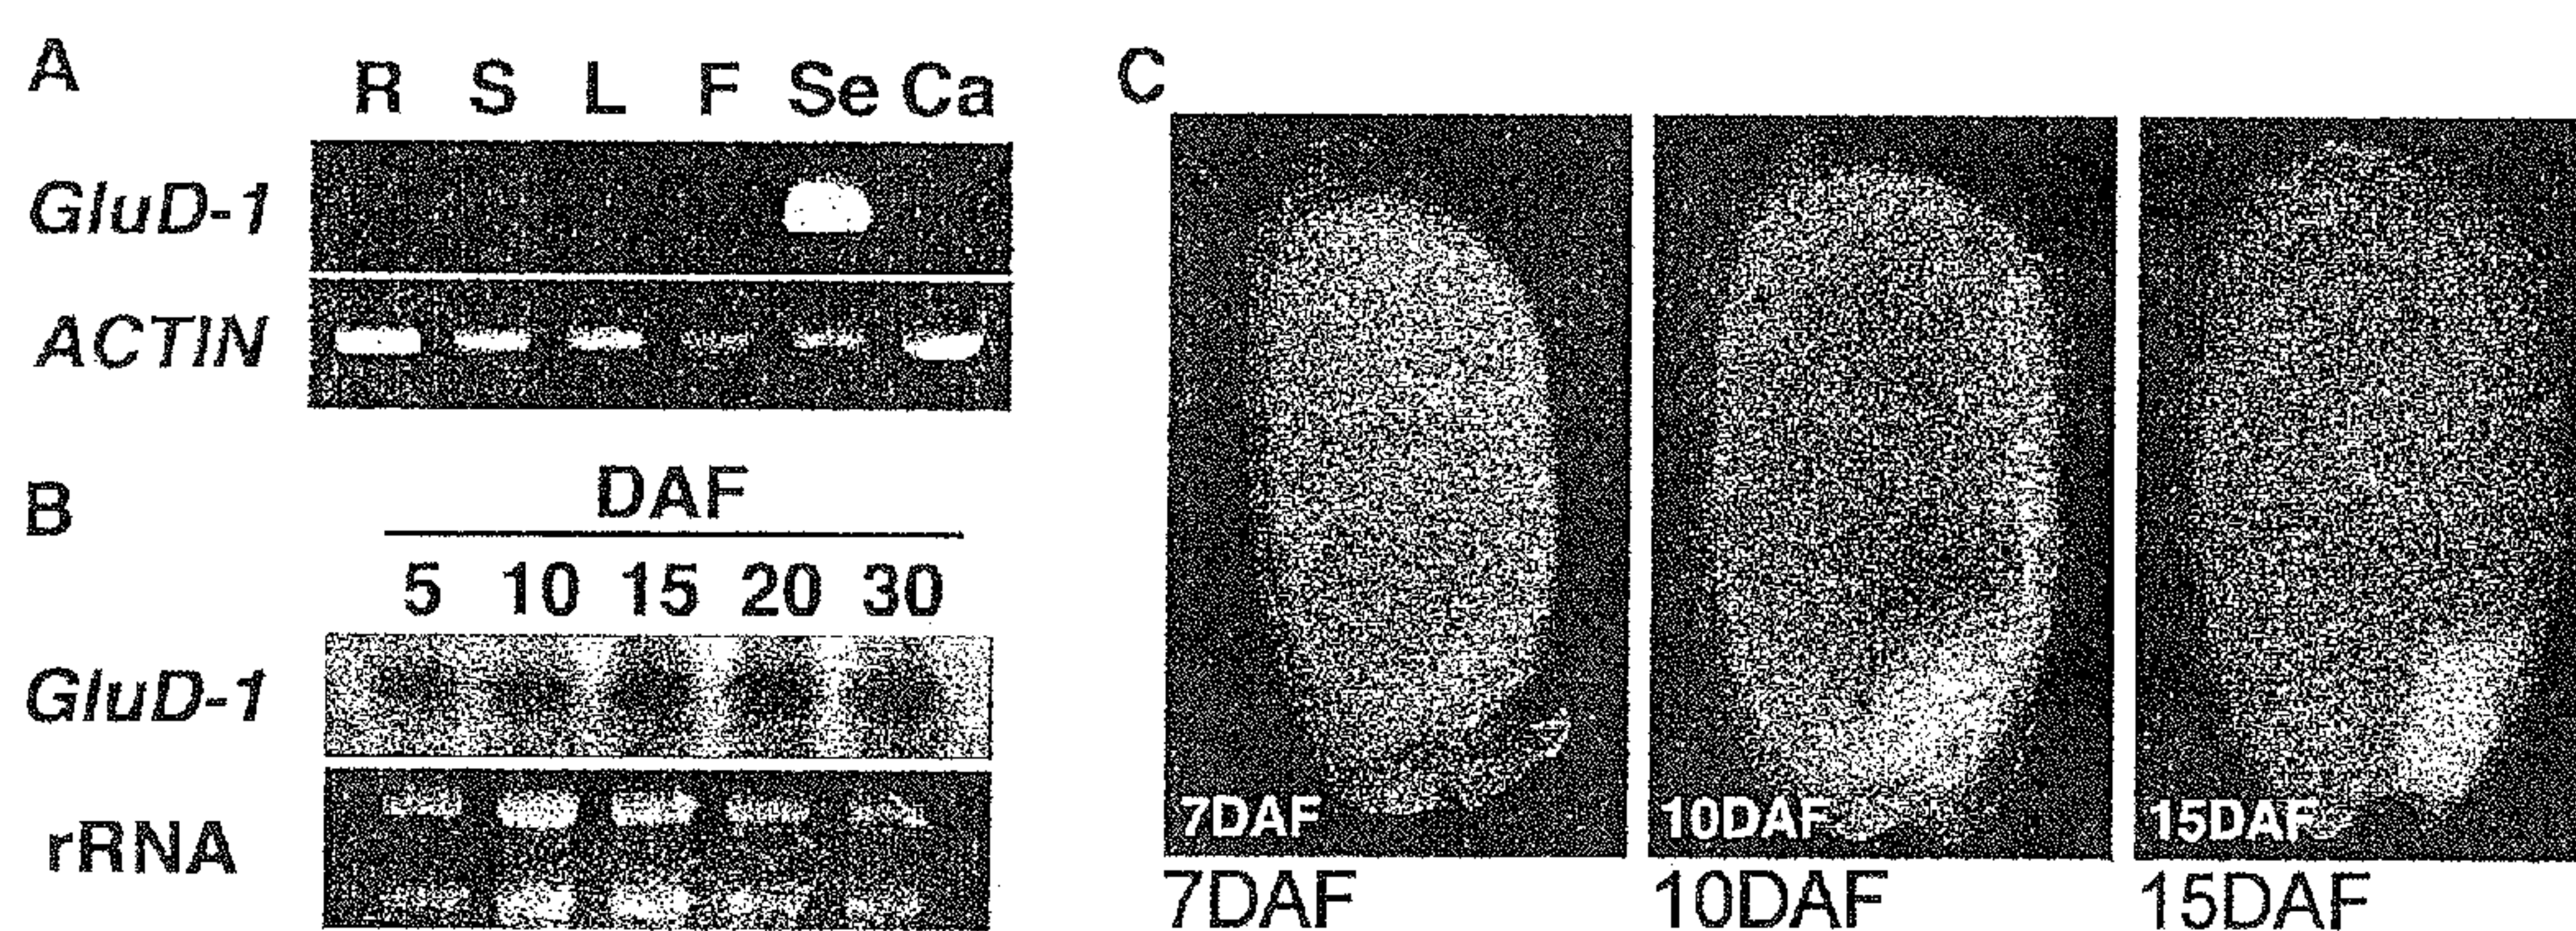 A
R S L F Se Ca
GluD-1
ACTIN
B
DAF
5 10 15 20 30
GluD-1
rRNA
C
7DAF 10DAF 15DAF
7DAF 10DAF 15DAF